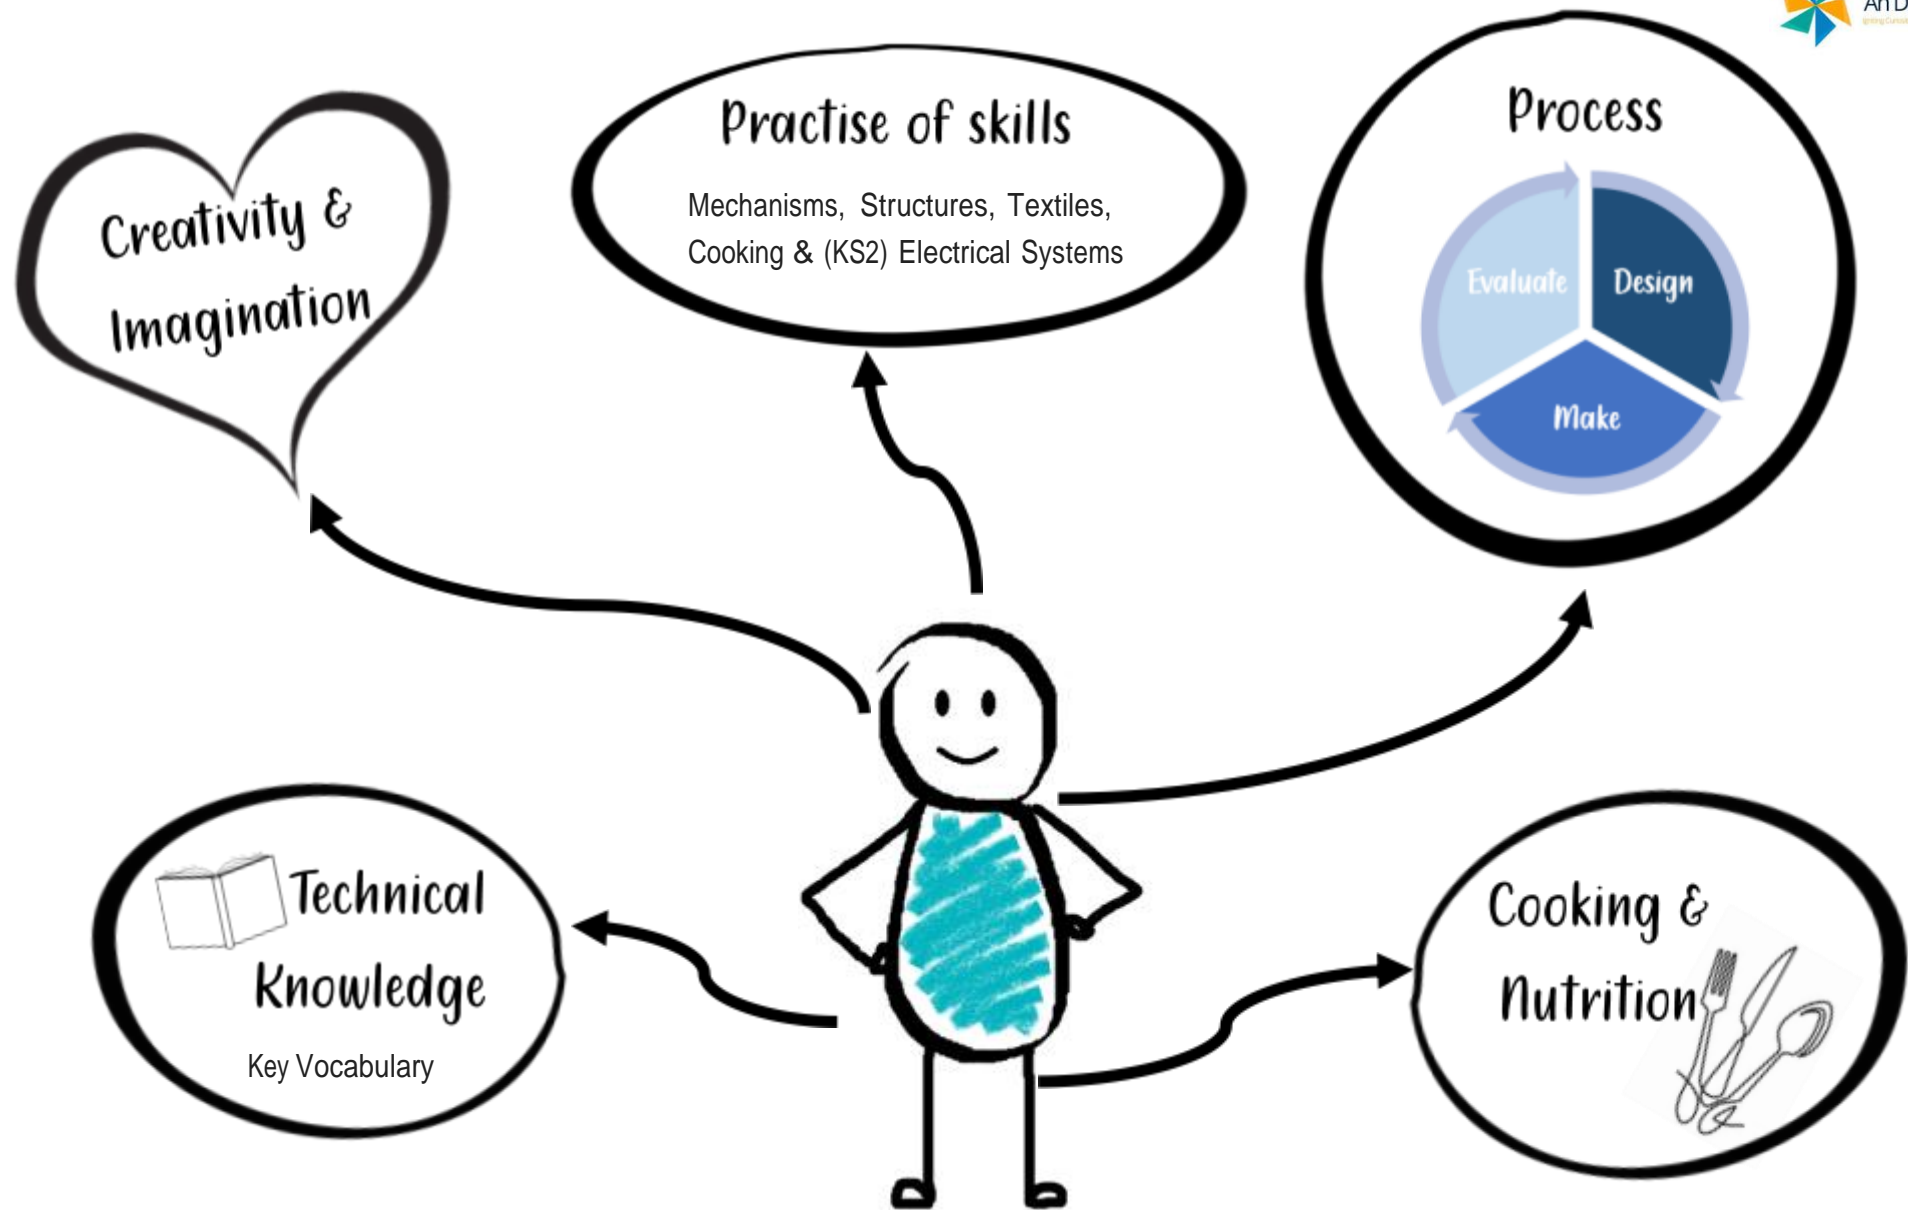 An D
Creativity &
Imagination
Practise of skills
Mechanisms, Structures, Textiles,
Cooking & (KS2) Electrical Systems
Process
Evaluate
Design
Make
Technical
Knowledge
Key Vocabulary
Cooking &
Nutrition